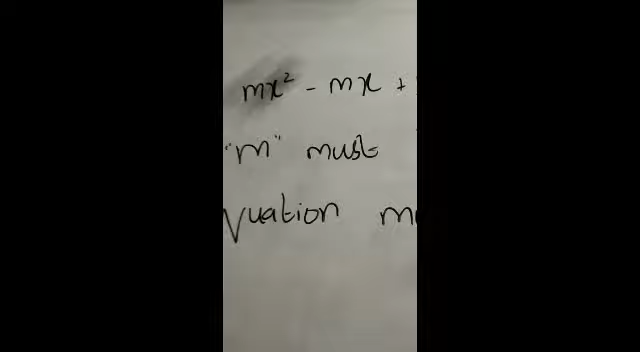 mx² - mx +
"m" must
uation m